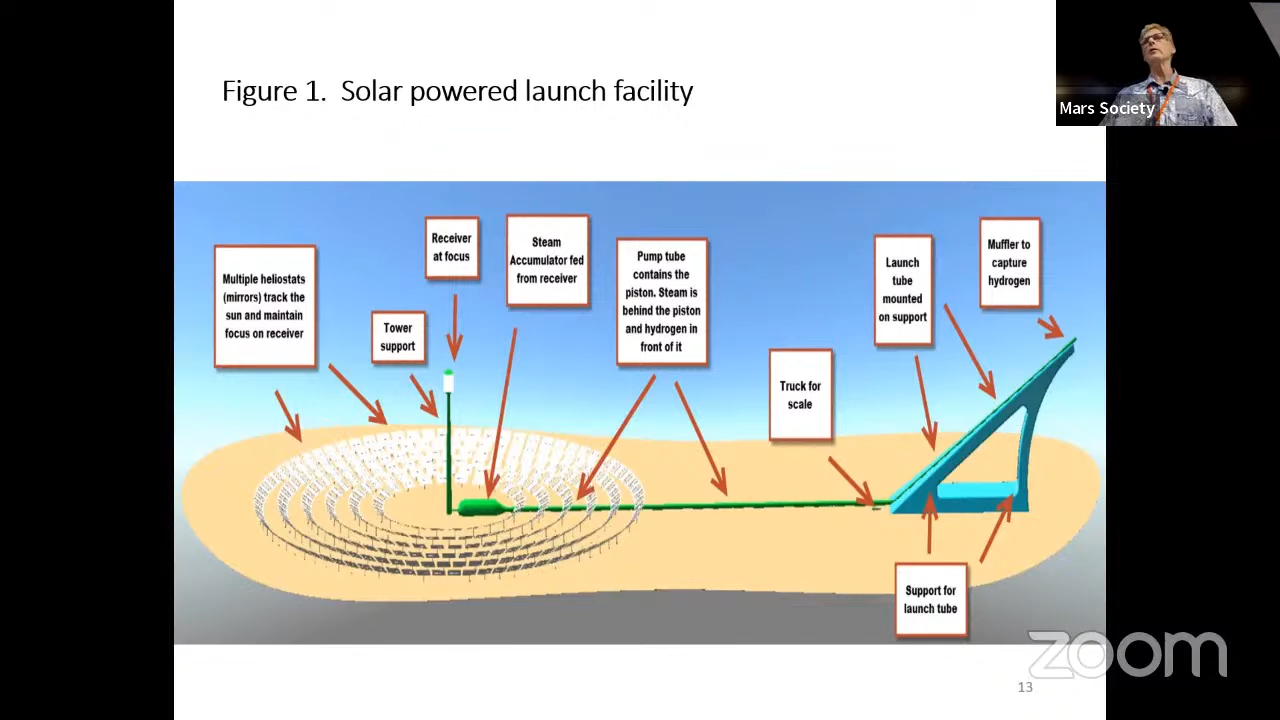 Figure 1.  Solar powered launch facility
Mars Society
Multiple heliostats
(mirrors) track the
sun and maintain
focus on receiver
Tower
support
Receiver
at focus
Steam
Accumulator fed
from receiver
Pump tube
contains the
piston. Steam is
behind the piston
and hydrogen in
front of it
Truck for
scale
Launch
tube
mounted
on support
Muffler to
capture
hydrogen
Support for
launch tube
zoom
13